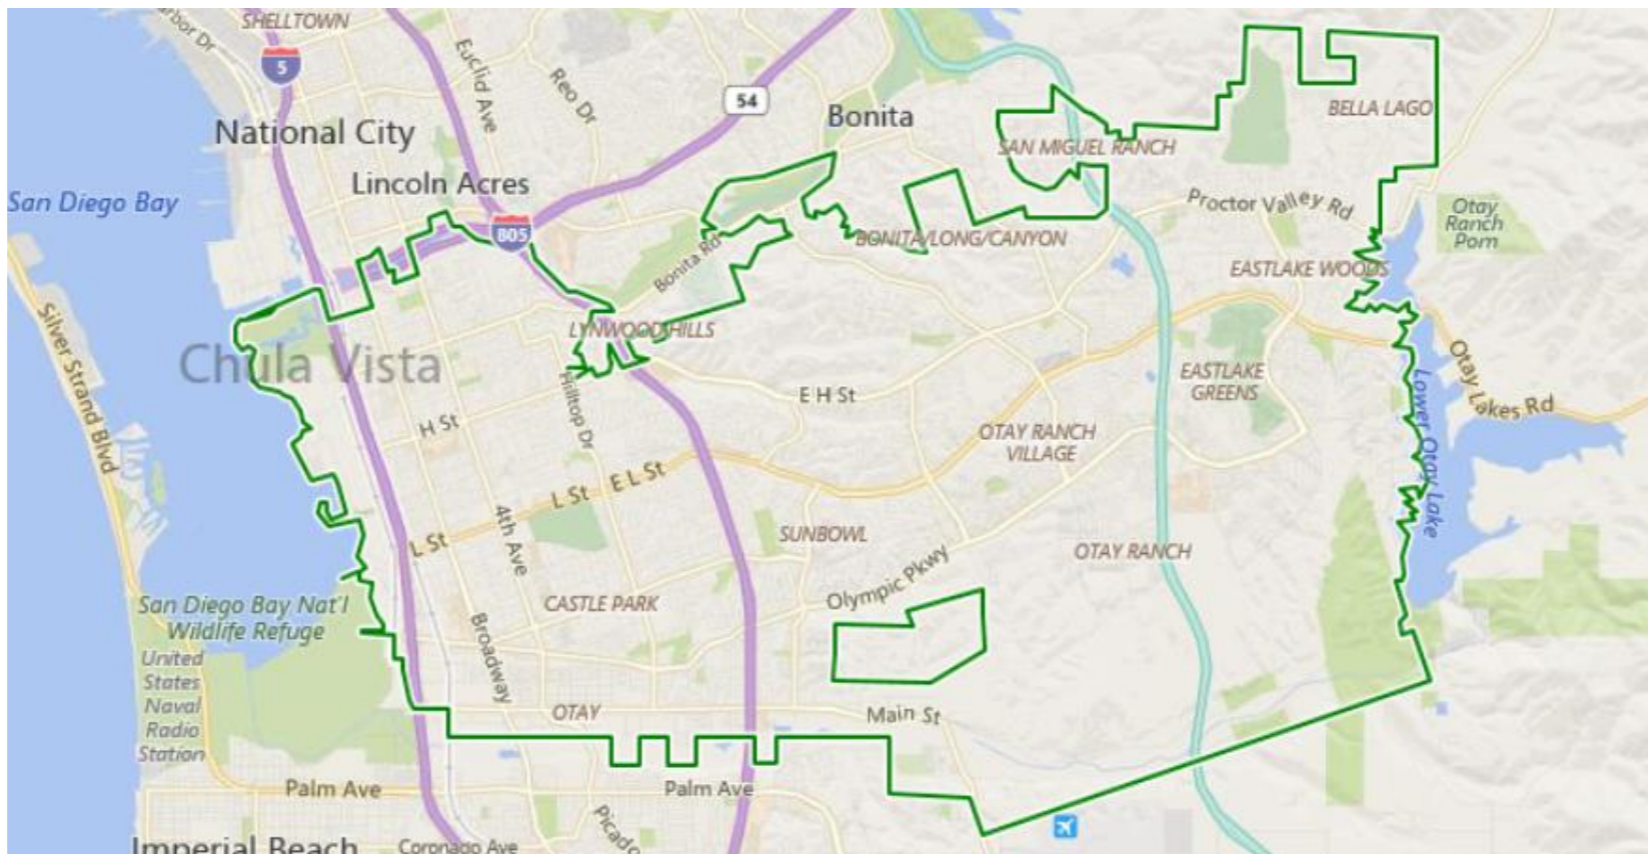 SHELLTOWN
5
Euclid Ave
Reo Dr
54
Bonita
BELLA LAGO
National City
SAN MIGUEL RANCH
Lincoln Acres
San Diego Bay
Proctor Valley Rd
Otay
Ranch
Pom
805
Bonita Rd
BONITA/LONG/CANYON
EASTLAKE WOODS
Silver Strand Blvd
LYNWOOD HILLS
Chula Vista
EASTLAKE
GREENS
E H St
H St
Hilltop Dr
Otay Lakes Rd
Lower Otay Lake
OTAY RANCH
VILLAGE
E L St
L St
L St
4th Ave
SUNBOWL
OTAY RANCH
Olympic Pkwy
San Diego Bay Nat'l
Wildlife Refuge
CASTLE PARK
Broadway
United
States
Naval
Radio
Station
OTAY
Main St
Palm Ave
Palm Ave
Imperial Beach
Coronado Ave